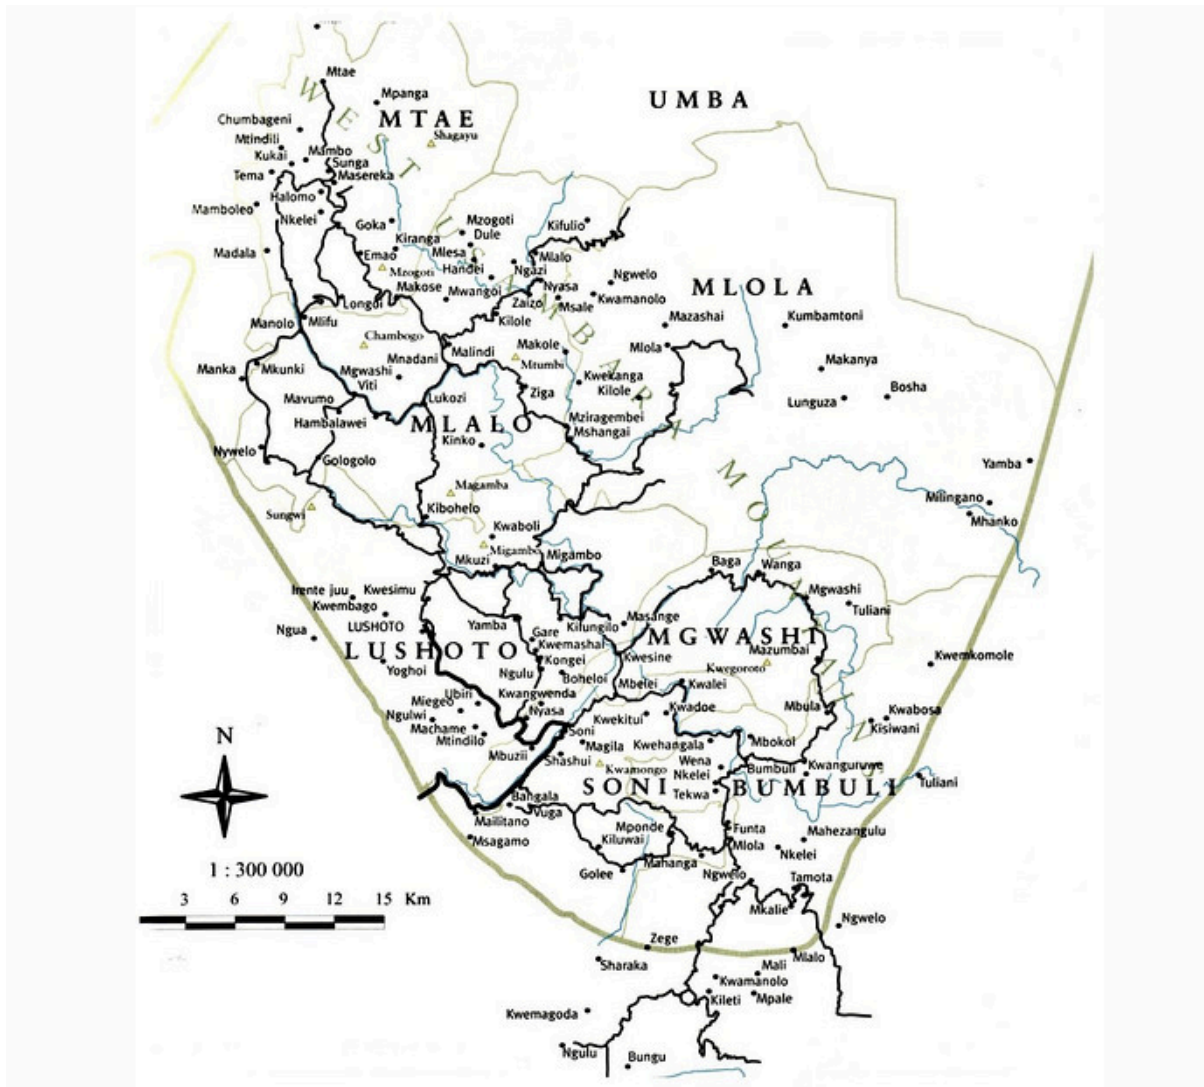 Mtae
Mpanga
UMBA
MTAE
Chumbageni
Shagayu
Mtindili
Kukai
Mambo
Sunga
Tema
Masereka
Halomo
Mamboleo
Nkelei
Goka
Mzogoti
Kifulio
Dule
Kiranga
Madala
Emao
Mlesa
Mlalo
Mzogoti
Handei
Ngazi
Ngwelo
Makose
Mwangoi
Nyasa
MLOLA
Longoi
Zaizo
Msale
Kwamanolo
Manolo
Mlifu
Kilole
Mazashai
Kumbamtoni
Chambogo
Makole
Mlola
Malindi
Mnadani
Mtumbi
Makanya
Manka
Mkunki
Mgwashi
Kwekanga
Viti
Kilole
Bosha
Ziga
Mavumo
Lukozi
Lunguza
Hambalawei
MLALO
Mziragembei
Mshangai
Kinko
Nywelo
Gologolo
WEST USAMBARA MOUNTAINS
Yamba
Magamba
Milingano
Sungwi
Kibohelo
Mhanko
Kwaboli
Mkuzi
Migambo
Migambo
Baga
Wanga
Irente juu
Kwesimu
Mgwashi
Kwembago
Tuliani
Ngua
LUSHOTO
Yamba
Kilungilo
Masange
Gare
MGWASHI
LUSHOTO
Kwemashai
Mazumbai
Kongei
Kwesine
Kwemkomole
Yoghoi
Ngulu
Kwegoroto
Boheloi
Mbelei
Kwalei
Ubiri
Kwangwenda
Miegeo
Nyasa
Kwadoe
Mbula
Kwabosa
Ngulwi
Kwekitui
Kisiwani
Machame
Soni
Mtindilo
Magila
Kwehangala
Mbokoi
Mbuzii
Shashui
Wena
Kwanguruwe
Kwamongo
Nkelei
Bumbuli
Tuliani
SONI
BUMBULI
Bangala
Tekwa
Vuga
Mailitano
Mponde
Funta
Mahezangulu
Msagamo
Kiluwai
Mlola
Nkelei
Mahanga
Golee
Ngwelo
Tamota
N
1 : 300 000
3 6 9 12 15 Km
Mkalie
Ngwelo
Zege
Mlalo
Sharaka
Mali
Kwamanolo
Kileti
Mpale
Kwemagoda
Ngulu
Bungu